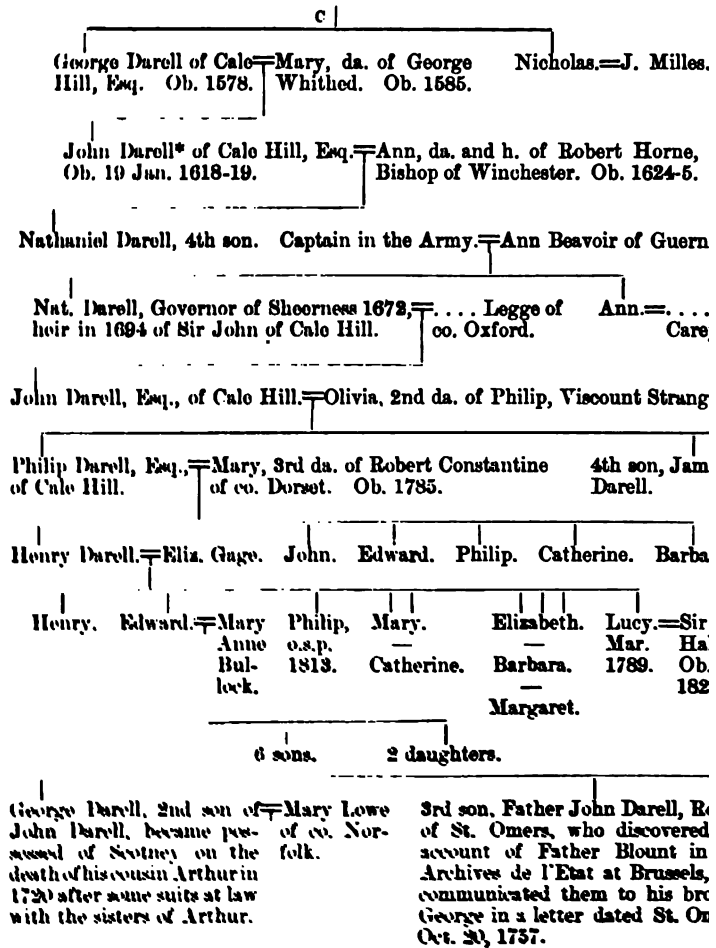 C
George Darell of Cale = Mary, da. of George Nicholas. = J. Milles.
Hill, Esq. Ob. 1578. Whithed. Ob. 1585.
John Darell* of Cale Hill, Esq. = Ann, da. and h. of Robert Horne,
Ob. 19 Jan. 1618-19. Bishop of Winchester. Ob. 1624-5.
Nathaniel Darell, 4th son. Captain in the Army. = Ann Beavoir of Guern
Nat. Darell, Governor of Sheerness 1672, = .... Legge of Ann. = ....
heir in 1694 of Sir John of Cale Hill. co. Oxford. Care
John Darell, Esq., of Cale Hill. = Olivia, 2nd da. of Philip, Viscount Strang
Philip Darell, Esq., = Mary, 3rd da. of Robert Constantine 4th son, Jam
of Cale Hill. of co. Dorset. Ob. 1785. Darell.
Henry Darell. = Eliz. Gage. John. Edward. Philip. Catherine. Barba
Henry. Edward. = Mary Philip, Mary. Elizabeth. Lucy. = Sir
Anne o.s.p. — — Mar. Hal
Bul- 1813. Catherine. Barbara. 1789. Ob.
lock. — 182
Margaret.
6 sons. 2 daughters.
George Darell, 2nd son of = Mary Lowe 3rd son, Father John Darell, Re
John Darell, became pos- of co. Nor- of St. Omers, who discovered
sessed of Scotney on the folk. account of Father Blount in
death of his cousin Arthur in Archives de l'Etat at Brussels,
1720 after some suits at law communicated them to his bro
with the sisters of Arthur. George in a letter dated St. Om
Oct. 20, 1757.